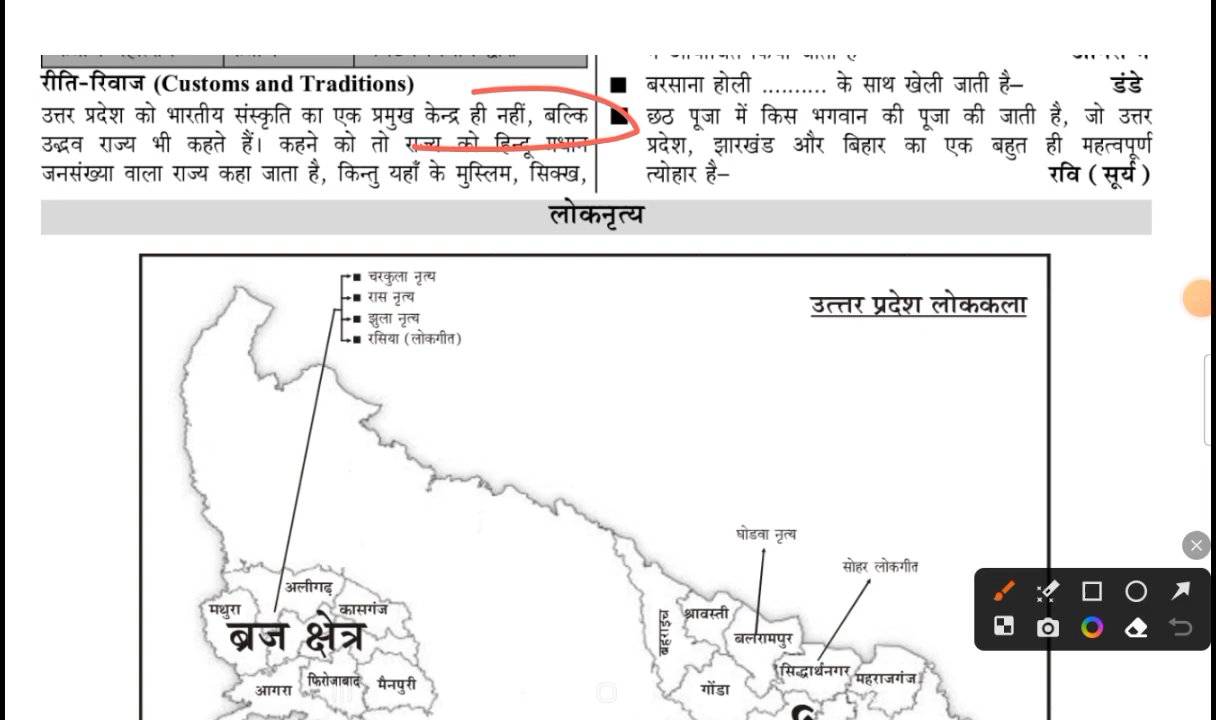 रीति-रिवाज (Customs and Traditions)
उत्तर प्रदेश को भारतीय संस्कृति का एक प्रमुख केन्द्र ही नहीं, बल्कि
उद्भव राज्य भी कहते हैं। कहने को तो राज्य को हिन्दू प्रधान
जनसंख्या वाला राज्य कहा जाता है, किन्तु यहाँ के मुस्लिम, सिक्ख,
■ बरसाना होली .......... के साथ खेली जाती है– डंडे
■ छठ पूजा में किस भगवान की पूजा की जाती है, जो उत्तर
प्रदेश, झारखंड और बिहार का एक बहुत ही महत्वपूर्ण
त्योहार है– रवि ( सूर्य )
लोकनृत्य
■ चरकुला नृत्य
■ रास नृत्य
■ झुला नृत्य
■ रसिया (लोकगीत)
उत्त्तर प्रदेश लोककला
घोडवा नृत्य
सोहर लोकगीत
अलीगढ़
मथुरा
कासगंज
ब्रज क्षेत्र
आगरा
फिरोजाबाद
मैनपुरी
बहराइच
श्रावस्ती
बलरामपुर
सिद्धार्थनगर
महराजगंज
गोंडा